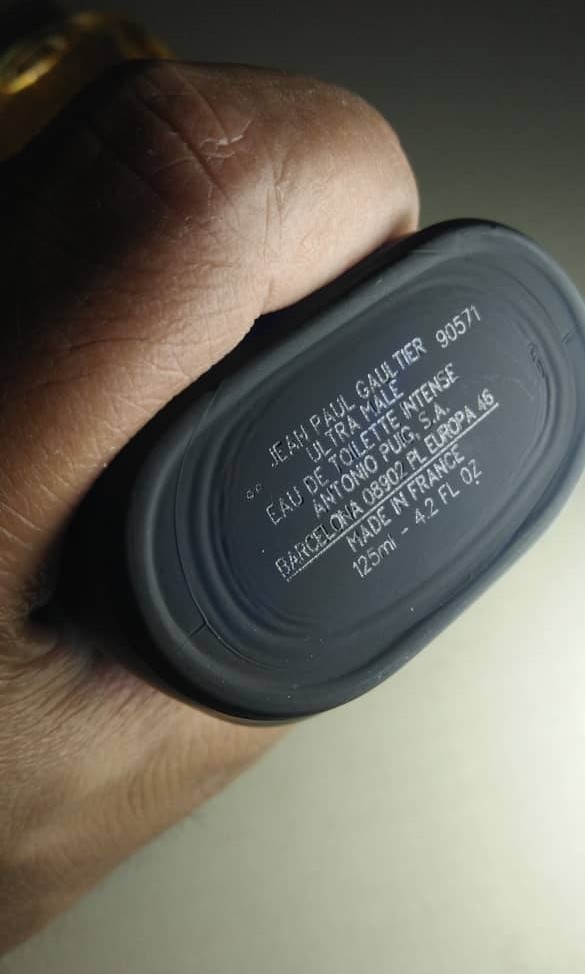 JEAN PAUL GAULTIER 90571
ULTRA MALE
EAU DE TOILETTE INTENSE
ANTONIO PUIG, S.A.
BARCELONA 08902 PL EUROPA 46
MADE IN FRANCE
125ml - 4.2 FL OZ